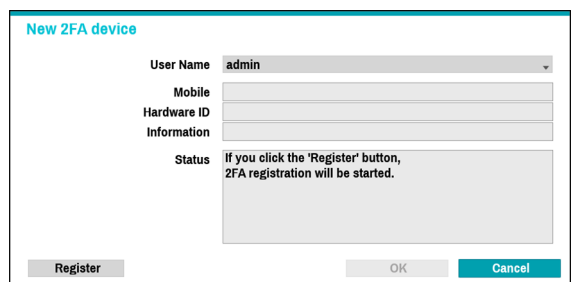 New 2FA device
User Name admin
Mobile
Hardware ID
Information
Status If you click the 'Register' button,
2FA registration will be started.
Register OK Cancel